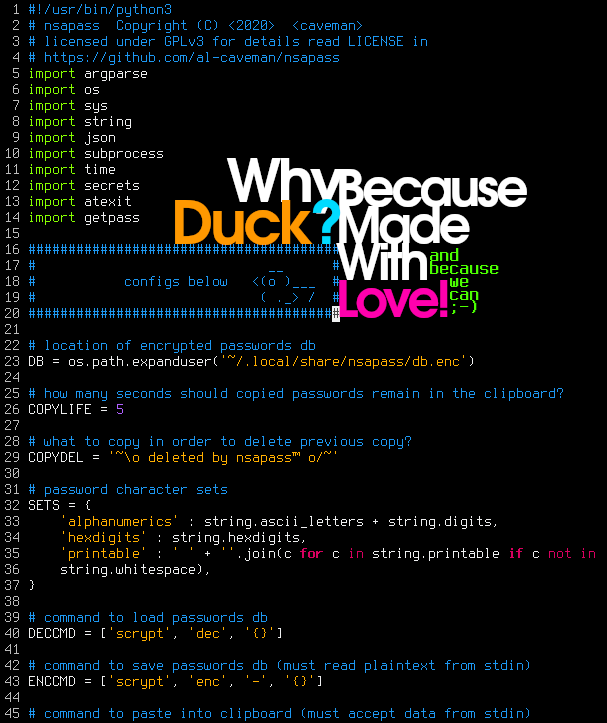 1 #!/usr/bin/python3
2 # nsapass  Copyright (C) <2020>  <caveman>
3 # licensed under GPLv3 for details read LICENSE in
4 # https://github.com/al-caveman/nsapass
5 import argparse
6 import os
7 import sys
8 import string
9 import json
10 import subprocess
11 import time
12 import secrets
13 import atexit
14 import getpass
15
16 #######################################
17 #                             __      #
18 #           configs below   <(o )___  #
19 #                            ( ._> /  #
20 #######################################
21
22 # location of encrypted passwords db
23 DB = os.path.expanduser('~/.local/share/nsapass/db.enc')
24
25 # how many seconds should copied passwords remain in the clipboard?
26 COPYLIFE = 5
27
28 # what to copy in order to delete previous copy?
29 COPYDEL = '~\o deleted by nsapass™ o/~'
30
31 # password character sets
32 SETS = {
33     'alphanumerics' : string.ascii_letters + string.digits,
34     'hexdigits' : string.hexdigits,
35     'printable' : ' ' + ''.join(c for c in string.printable if c not in
36     string.whitespace),
37 }
38
39 # command to load passwords db
40 DECCMD = ['scrypt', 'dec', '{}']
41
42 # command to save passwords db (must read plaintext from stdin)
43 ENCCMD = ['scrypt', 'enc', '-', '{}']
44
45 # command to paste into clipboard (must accept data from stdin)
Why
Duck?
Because
Made
With
Love!
and
because
we
can
;-)